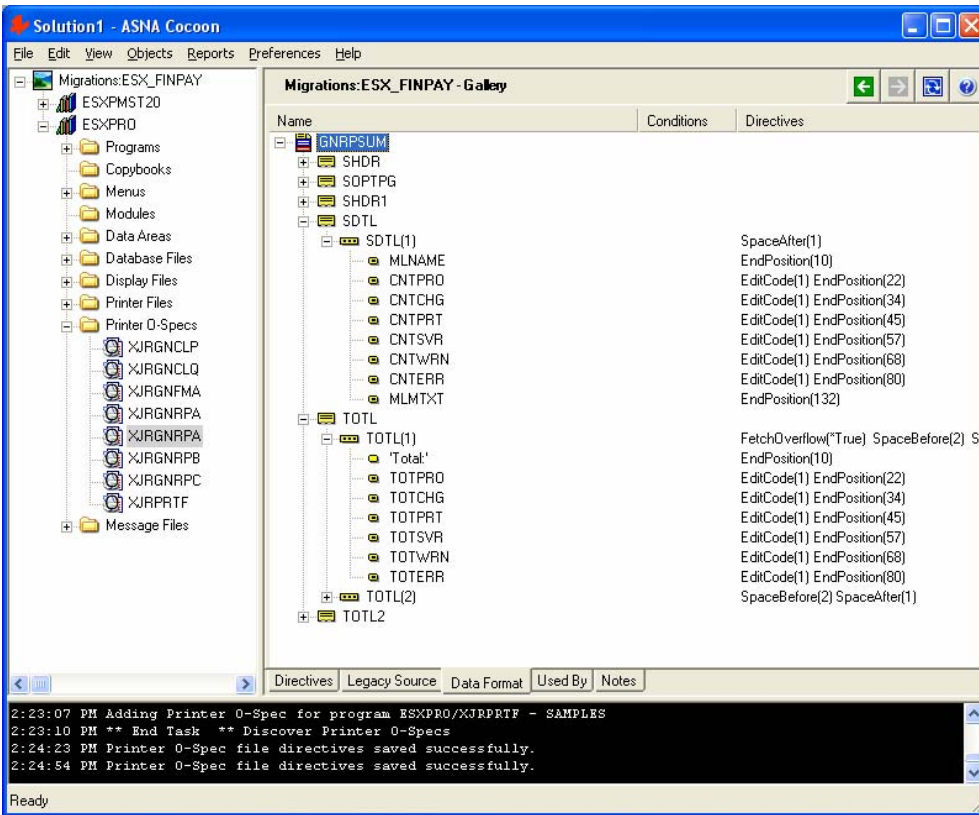 Solution1 - ASNA Cocoon
File Edit View Objects Reports Preferences Help
Migrations:ESX_FINPAY
ESXPMST20
ESXPRO
Programs
Copybooks
Menus
Modules
Data Areas
Database Files
Display Files
Printer Files
Printer O-Specs
XJRGNCLP
XJRGNCLQ
XJRGNFMA
XJRGNRPA
XJRGNRPA
XJRGNRPB
XJRGNRPC
XJRPRTF
Message Files
Migrations:ESX_FINPAY - Gallery
Name Conditions Directives
GNRPSUM
SHDR
SOPTPG
SHDR1
SDTL
SDTL(1) SpaceAfter(1)
MLNAME EndPosition(10)
CNTPRO EditCode(1) EndPosition(22)
CNTCHG EditCode(1) EndPosition(34)
CNTPRT EditCode(1) EndPosition(45)
CNTSVR EditCode(1) EndPosition(57)
CNTWRN EditCode(1) EndPosition(68)
CNTERR EditCode(1) EndPosition(80)
MLMTXT EndPosition(132)
TOTL
TOTL(1) FetchOverflow(*True) SpaceBefore(2) S
'Total:' EndPosition(10)
TOTPRO EditCode(1) EndPosition(22)
TOTCHG EditCode(1) EndPosition(34)
TOTPRT EditCode(1) EndPosition(45)
TOTSVR EditCode(1) EndPosition(57)
TOTWRN EditCode(1) EndPosition(68)
TOTERR EditCode(1) EndPosition(80)
TOTL(2) SpaceBefore(2) SpaceAfter(1)
TOTL2
Directives Legacy Source Data Format Used By Notes
2:23:07 PM Adding Printer O-Spec for program ESXPRO/XJRPRTF - SAMPLES
2:23:10 PM ** End Task ** Discover Printer O-Specs
2:24:23 PM Printer O-Spec file directives saved successfully.
2:24:54 PM Printer O-Spec file directives saved successfully.
Ready